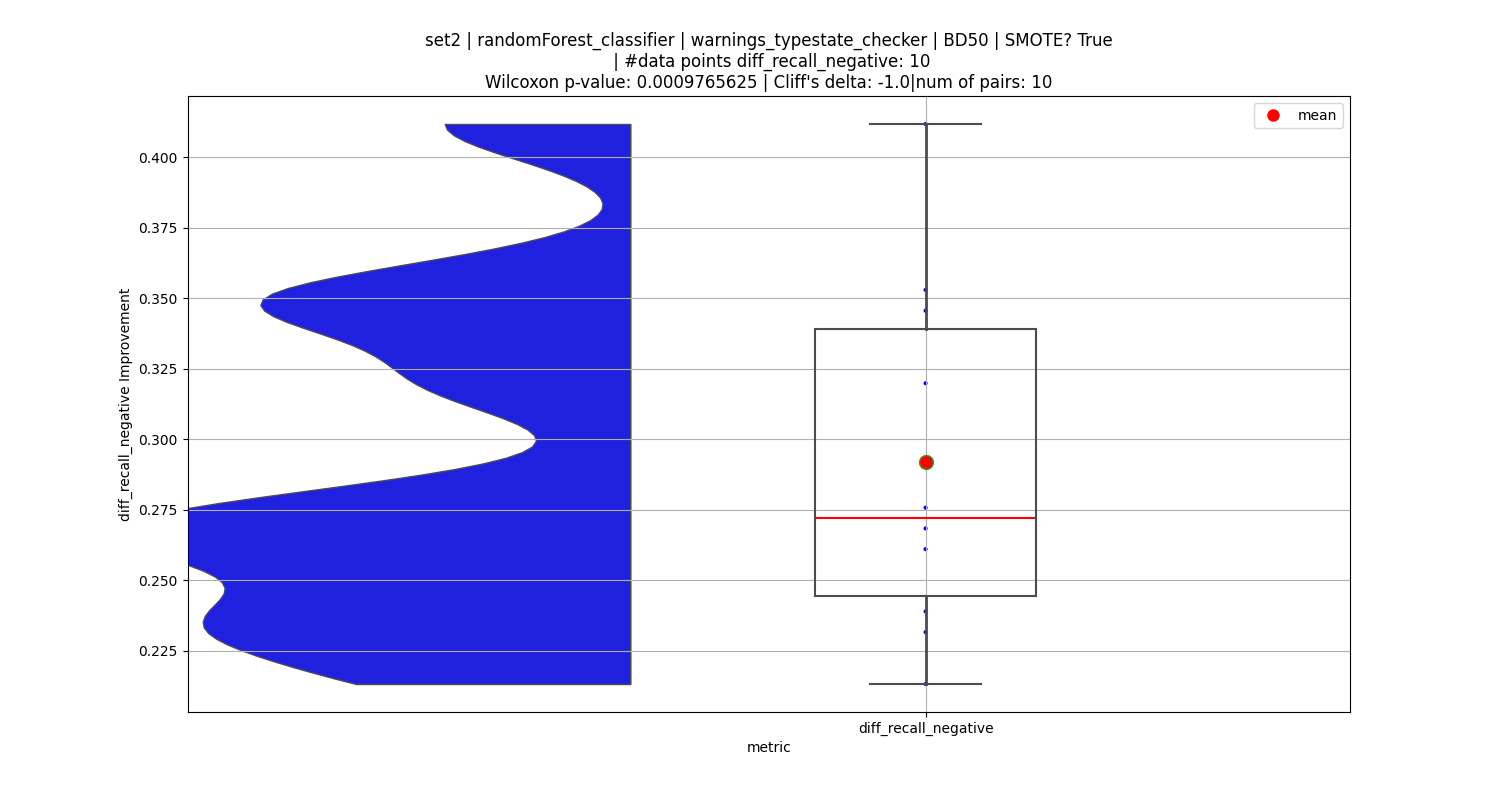 set2 | randomForest_classifier | warnings_typestate_checker | BD50 | SMOTE? True
| #data points diff_recall_negative: 10
Wilcoxon p-value: 0.0009765625 | Cliff's delta: -1.0|num of pairs: 10
mean
0.400
0.375
0.350
0.325
0.300
0.275
0.250
0.225
diff_recall_negative Improvement
diff_recall_negative
metric